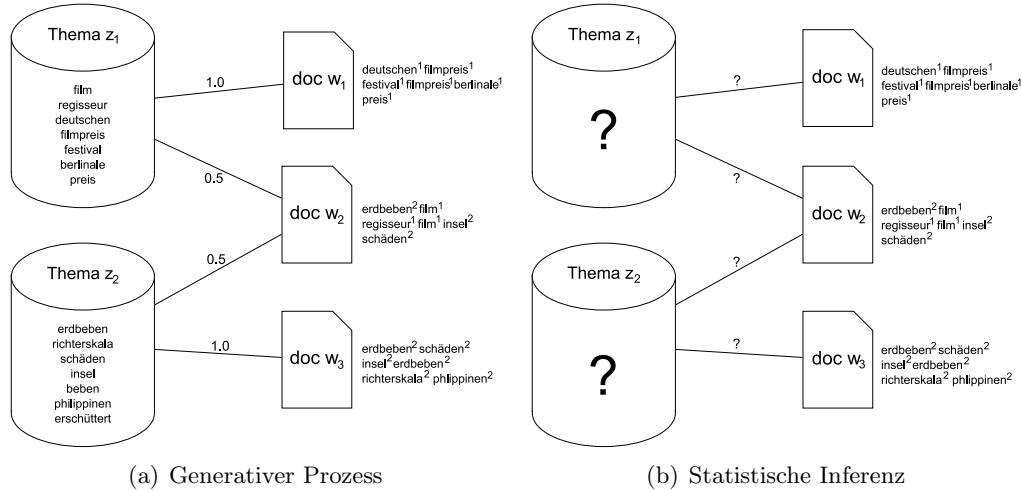 Thema z1
film
regisseur
deutschen
filmpreis
festival
berlinale
preis
1.0
doc w1
deutschen1 filmpreis1
festival1 filmpreis1 berlinale1
preis1
0.5
doc w2
erdbeben2 film1
regisseur1 film1 insel2
schäden2
0.5
Thema z2
erdbeben
richterskala
schäden
insel
beben
philippinen
erschüttert
1.0
doc w3
erdbeben2 schäden2
insel2 erdbeben2
richterskala2 phlippinen2
(a) Generativer Prozess
Thema z1
?
?
doc w1
deutschen1 filmpreis1
festival1 filmpreis1 berlinale1
preis1
?
doc w2
erdbeben2 film1
regisseur1 film1 insel2
schäden2
?
Thema z2
?
?
doc w3
erdbeben2 schäden2
insel2 erdbeben2
richterskala2 phlippinen2
(b) Statistische Inferenz